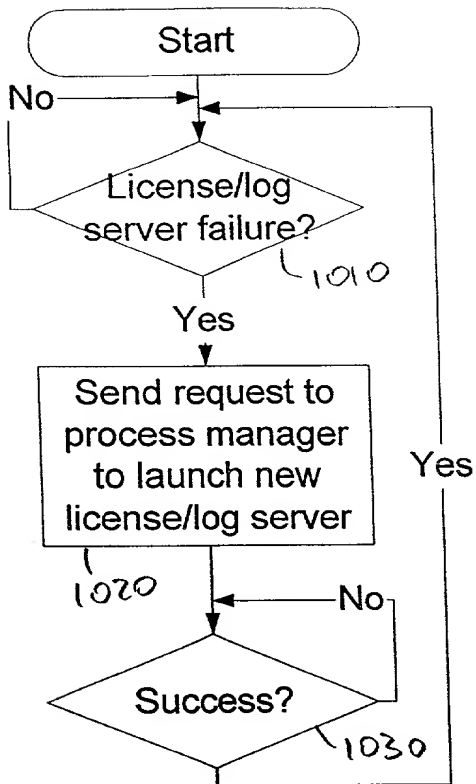 Start
No
License/log
server failure?
1010
Yes
Send request to
process manager
to launch new
license/log server
Yes
1020
No
Success?
1030